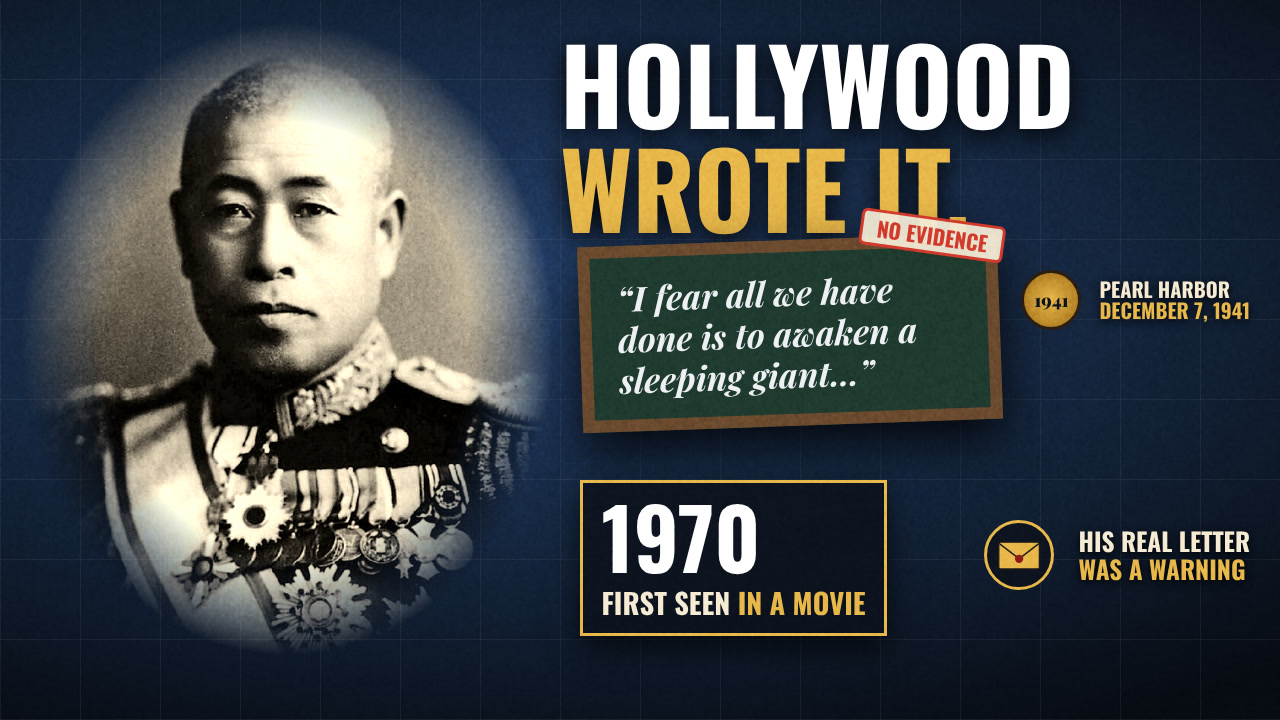 HOLLYWOOD
WROTE IT.
NO EVIDENCE
“I fear all we have
done is to awaken a
sleeping giant...”
1941
PEARL HARBOR
DECEMBER 7, 1941
1970
FIRST SEEN IN A MOVIE
HIS REAL LETTER
WAS A WARNING